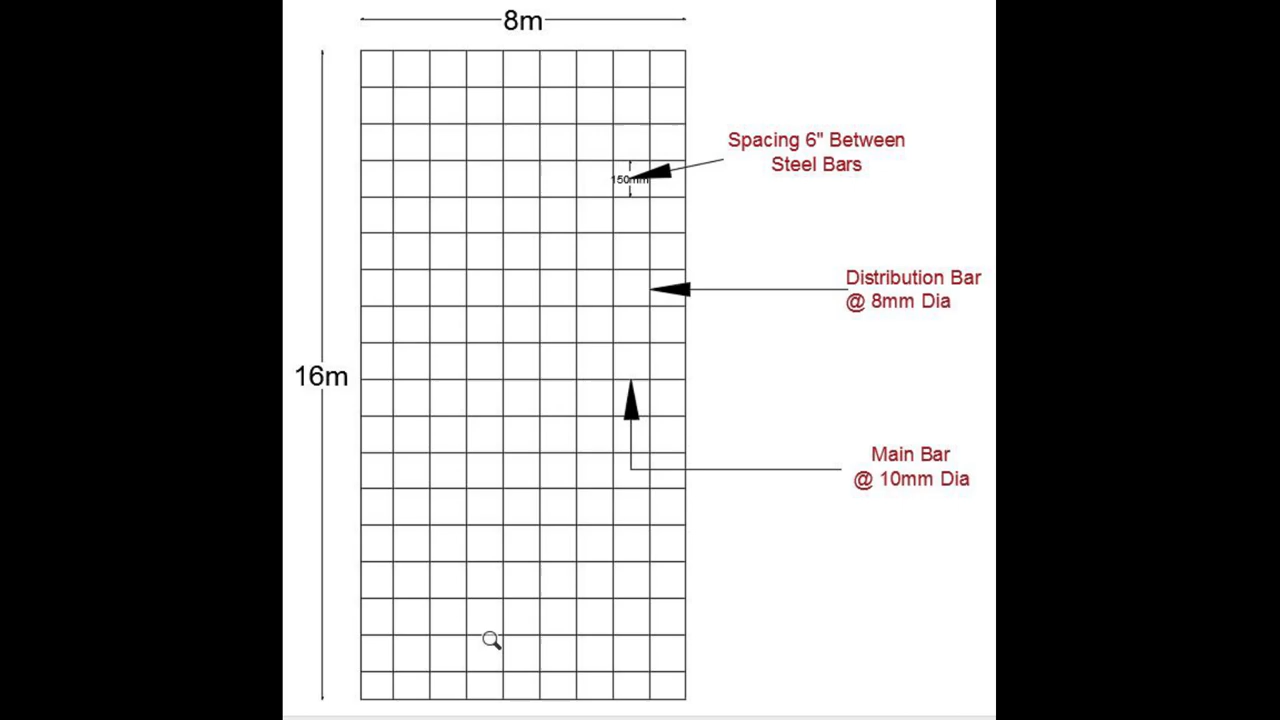 8m
Spacing 6" Between
Steel Bars
150mm
Distribution Bar
@ 8mm Dia
16m
Main Bar
@ 10mm Dia